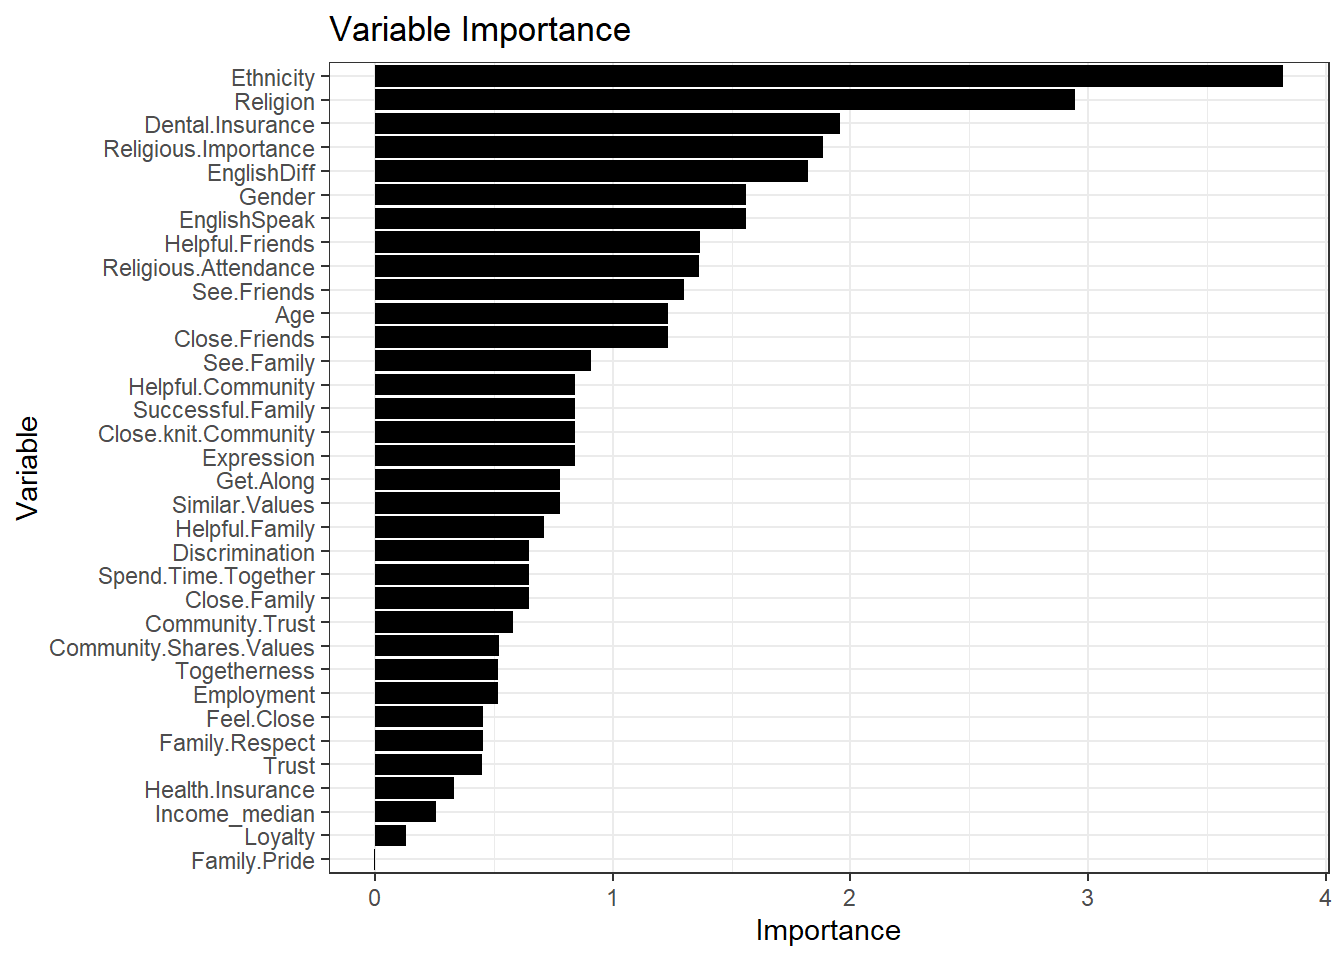 Variable Importance
Ethnicity
Religion
Dental.Insurance
Religious.Importance
EnglishDiff
Gender
EnglishSpeak
Helpful.Friends
Religious.Attendance
See.Friends
Age
Close.Friends
See.Family
Helpful.Community
Successful.Family
Close.knit.Community
Expression
Get.Along
Similar.Values
Helpful.Family
Discrimination
Spend.Time.Together
Close.Family
Community.Trust
Community.Shares.Values
Togetherness
Employment
Feel.Close
Family.Respect
Trust
Health.Insurance
Income_median
Loyalty
Family.Pride
Variable
0 1 2 3 4
Importance